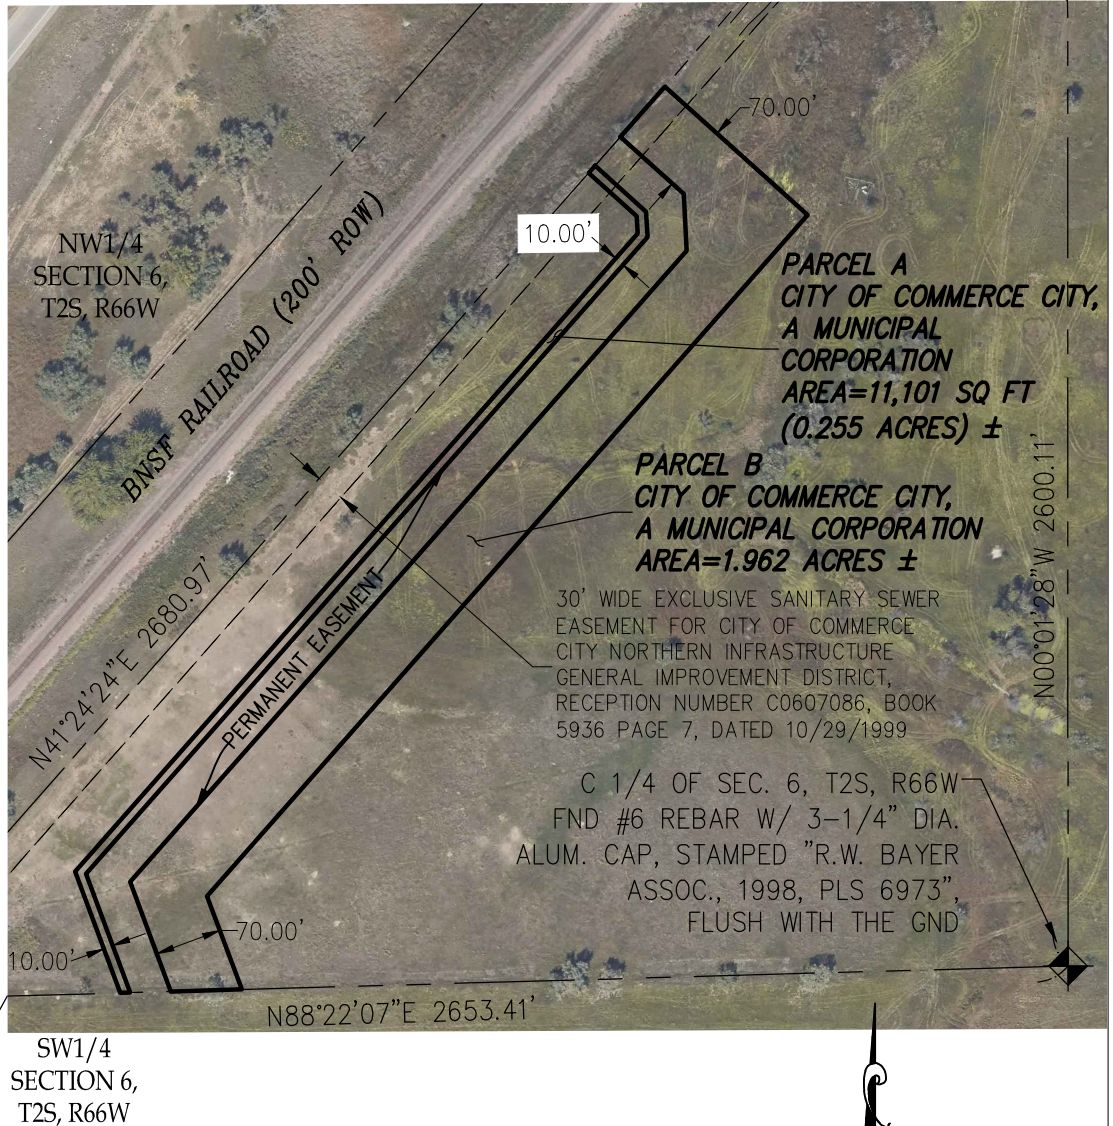 70.00'
10.00'
NW1/4
SECTION 6,
T2S, R66W
BNSF RAILROAD (200' ROW)
PARCEL A
CITY OF COMMERCE CITY,
A MUNICIPAL
CORPORATION
AREA=11,101 SQ FT
(0.255 ACRES) ±
PARCEL B
CITY OF COMMERCE CITY,
A MUNICIPAL CORPORATION
AREA=1.962 ACRES ±
N00°01'28"W 2600.11'
30' WIDE EXCLUSIVE SANITARY SEWER
EASEMENT FOR CITY OF COMMERCE
CITY NORTHERN INFRASTRUCTURE
GENERAL IMPROVEMENT DISTRICT,
RECEPTION NUMBER C0607086, BOOK
5936 PAGE 7, DATED 10/29/1999
N41°24'24"E 2680.97'
PERMANENT EASEMENT
C 1/4 OF SEC. 6, T2S, R66W
FND #6 REBAR W/ 3-1/4" DIA.
ALUM. CAP, STAMPED "R.W. BAYER
ASSOC., 1998, PLS 6973",
FLUSH WITH THE GND
70.00'
10.00'
N88°22'07"E 2653.41'
SW1/4
SECTION 6,
T2S, R66W